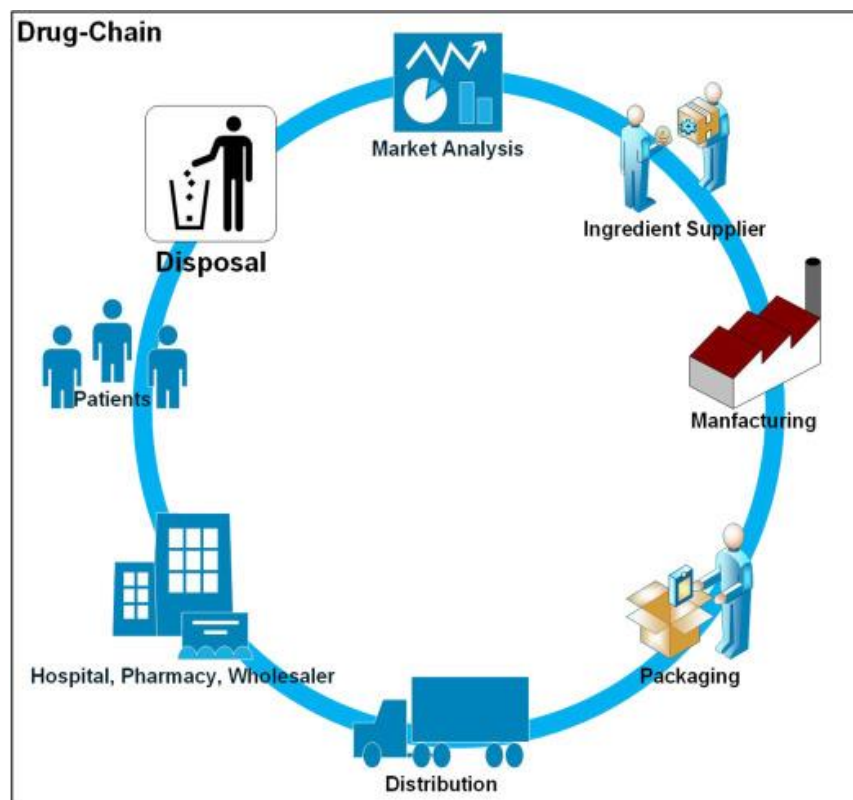 Drug-Chain
Market Analysis
Ingredient Supplier
Manfacturing
Packaging
Distribution
Hospital, Pharmacy, Wholesaler
Patients
Disposal